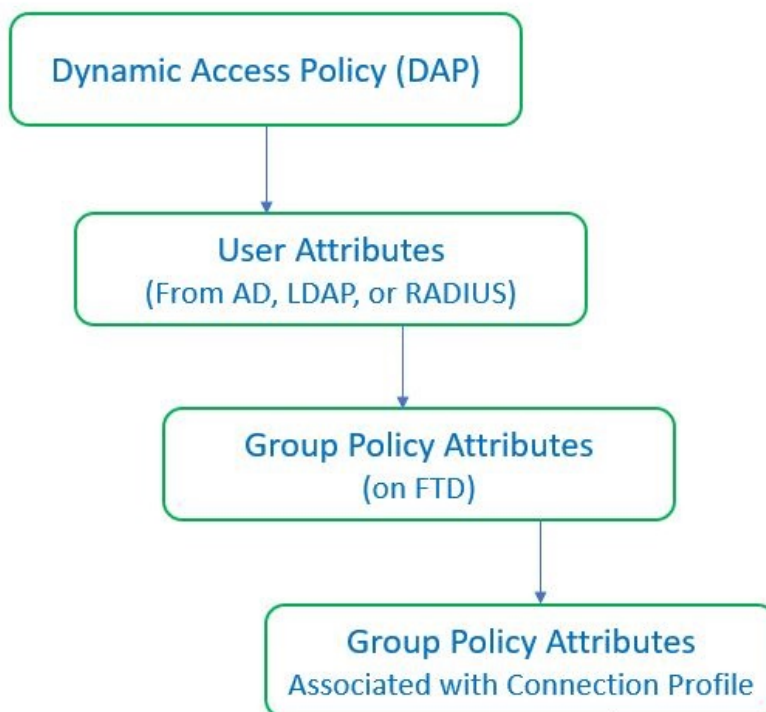 Dynamic Access Policy (DAP)
User Attributes
(From AD, LDAP, or RADIUS)
Group Policy Attributes
(on FTD)
Group Policy Attributes
Associated with Connection Profile